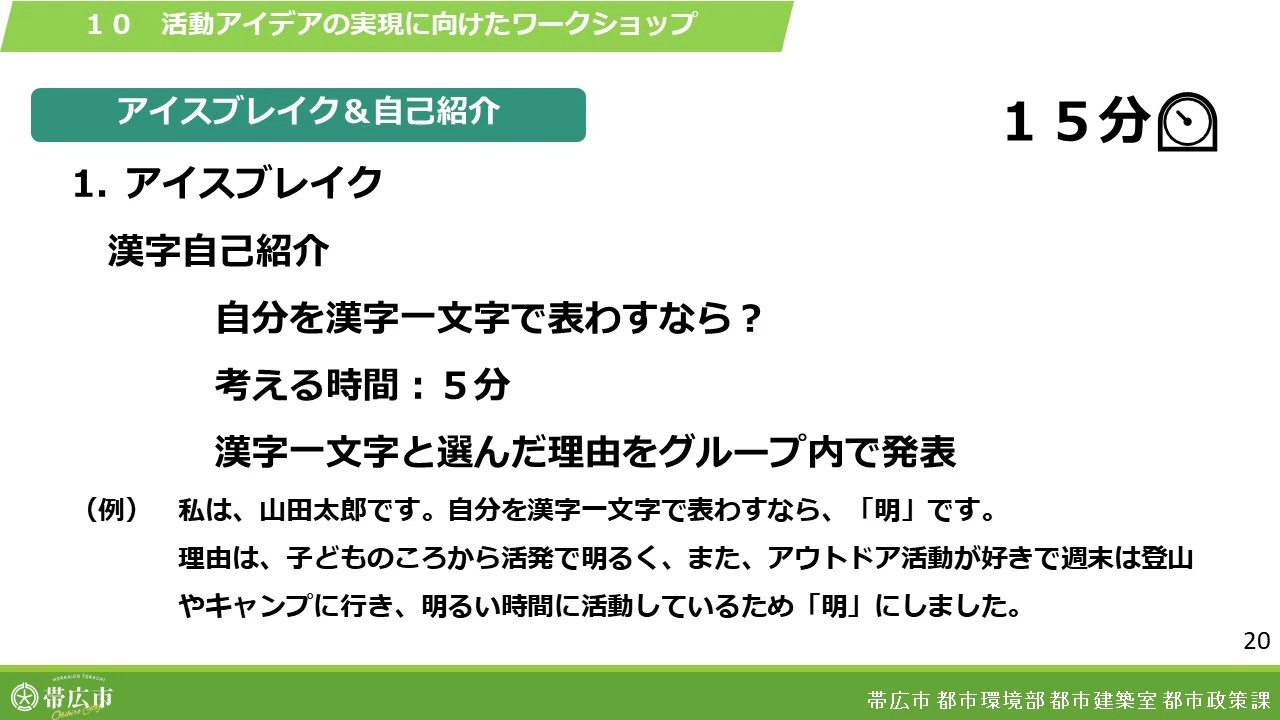 １０　活動アイデアの実現に向けたワークショップ
アイスブレイク＆自己紹介
１５分
1. アイスブレイク
漢字自己紹介
自分を漢字一文字で表わすなら？
考える時間：５分
漢字一文字と選んだ理由をグループ内で発表
（例）　私は、山田太郎です。自分を漢字一文字で表わすなら、「明」です。
理由は、子どものころから活発で明るく、また、アウトドア活動が好きで週末は登山
やキャンプに行き、明るい時間に活動しているため「明」にしました。
20
HOKKAIDO TOKACHI
帯広市
Obihiro City
帯広市 都市環境部 都市建築室 都市政策課